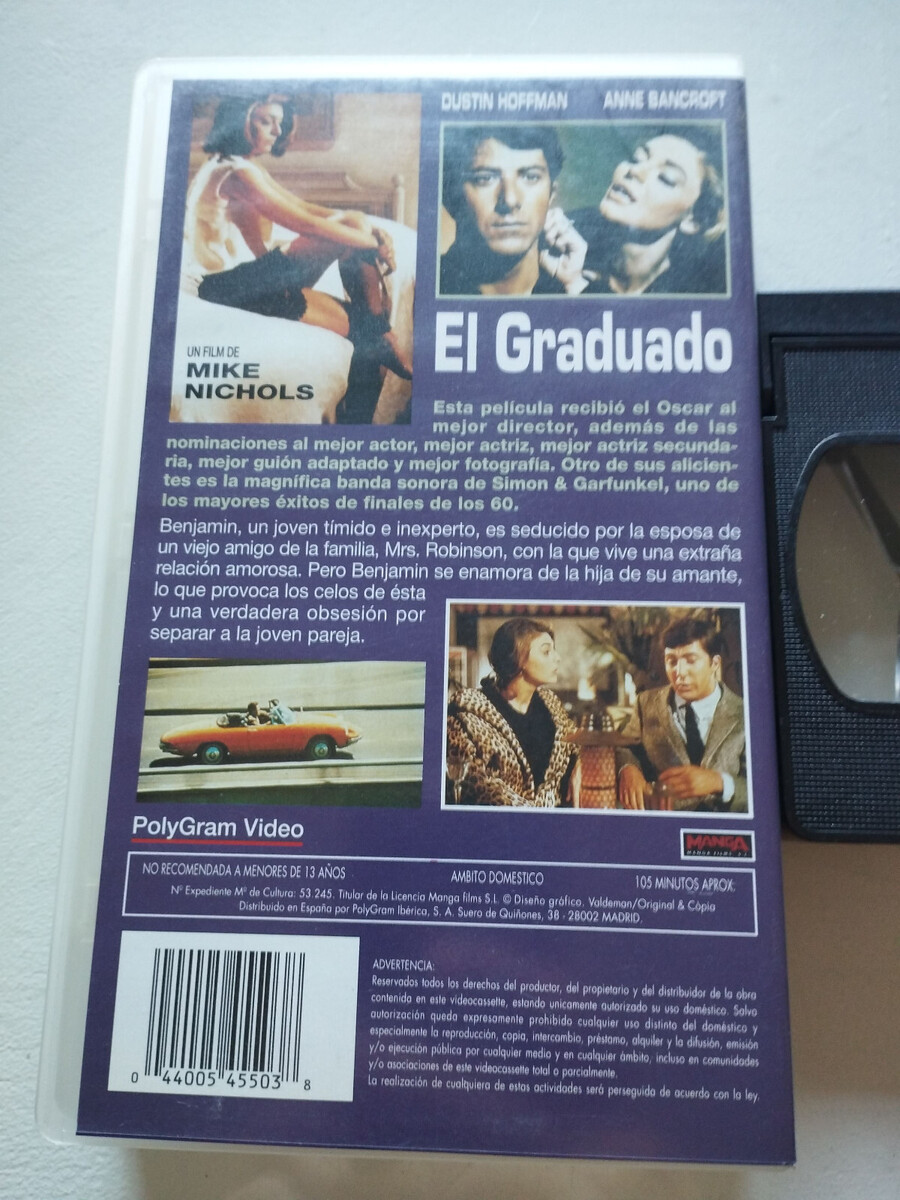 DUSTIN HOFFMAN ANNE BANCROFT
UN FILM DE
MIKE
NICHOLS
El Graduado
Esta película recibió el Oscar al
mejor director, además de las
nominaciones al mejor actor, mejor actriz, mejor actriz secunda-
ria, mejor guión adaptado y mejor fotografía. Otro de sus alicien-
tes es la magnífica banda sonora de Simon & Garfunkel, uno de
los mayores éxitos de finales de los 60.
Benjamin, un joven tímido e inexperto, es seducido por la esposa de
un viejo amigo de la familia, Mrs. Robinson, con la que vive una extraña
relación amorosa. Pero Benjamin se enamora de la hija de su amante,
lo que provoca los celos de ésta
y una verdadera obsesión por
separar a la joven pareja.
PolyGram Video
MANGA
MANGA FILMS S.L.
NO RECOMENDADA A MENORES DE 13 AÑOS AMBITO DOMESTICO 105 MINUTOS APROX.
Nº Expediente Mº de Cultura: 53.245. Titular de la Licencia Manga films S.L. © Diseño gráfico, Valdeman/Original & Còpia
Distribuido en España por PolyGram Ibérica, S. A. Suero de Quiñones, 38 - 28002 MADRID.
ADVERTENCIA:
Reservados todos los derechos del productor, del propietario y del distribuidor de la obra
contenida en este videocassette, estando unicamente autorizado su uso doméstico. Salvo
autorización queda expresamente prohibido cualquier uso distinto del doméstico y
especialmente la reproducción, copia, intercambio, préstamo, alquiler y la difusión, emisión
y/o ejecución pública por cualquier medio y en cualquier ámbito, incluso en comunidades
y/o asociaciones de este videocassette total o parcialmente.
La realización de cualquiera de estas actividades será perseguida de acuerdo con la ley.
0 44005 45503 8